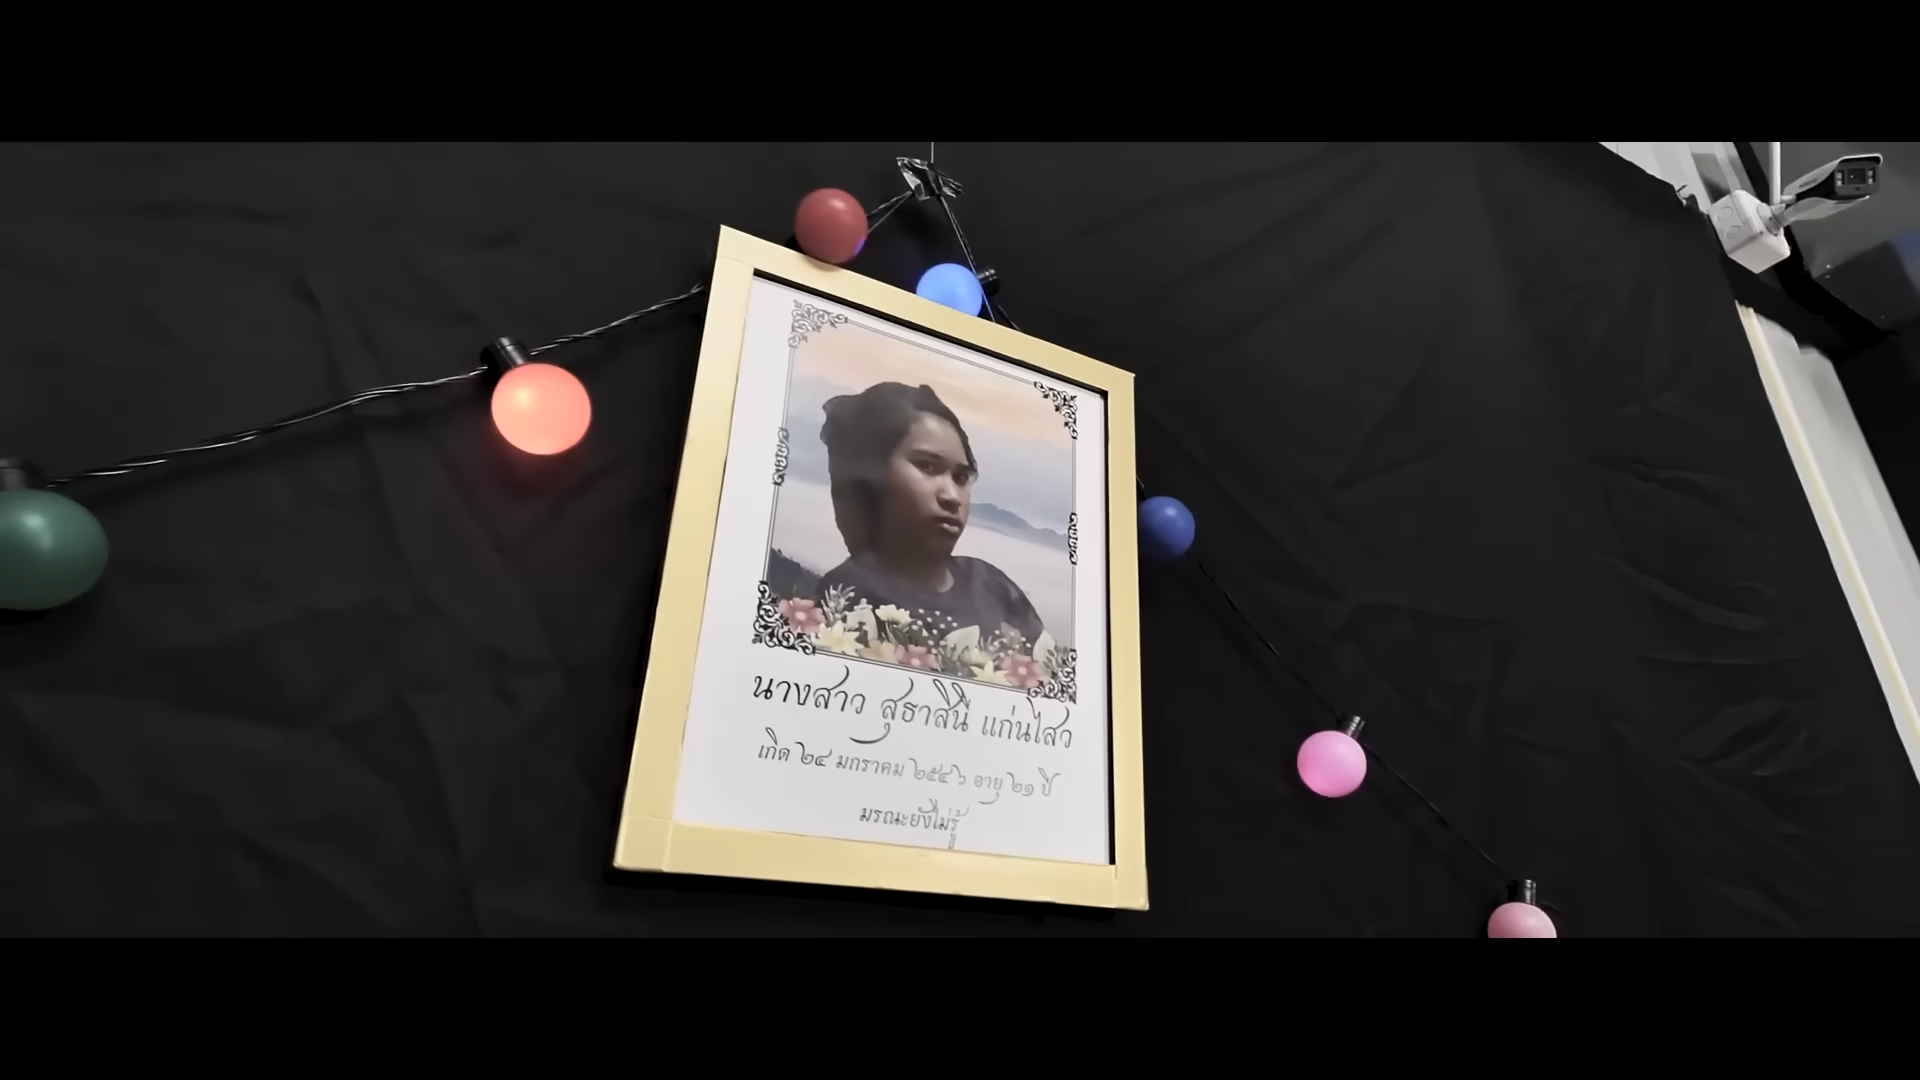 นางสาว สุธาสินี แก่นไสว
เกิด ๒๔ มกราคม ๒๕๔๖ อายุ ๒๑ ปี
มรณะยังไม่รู้